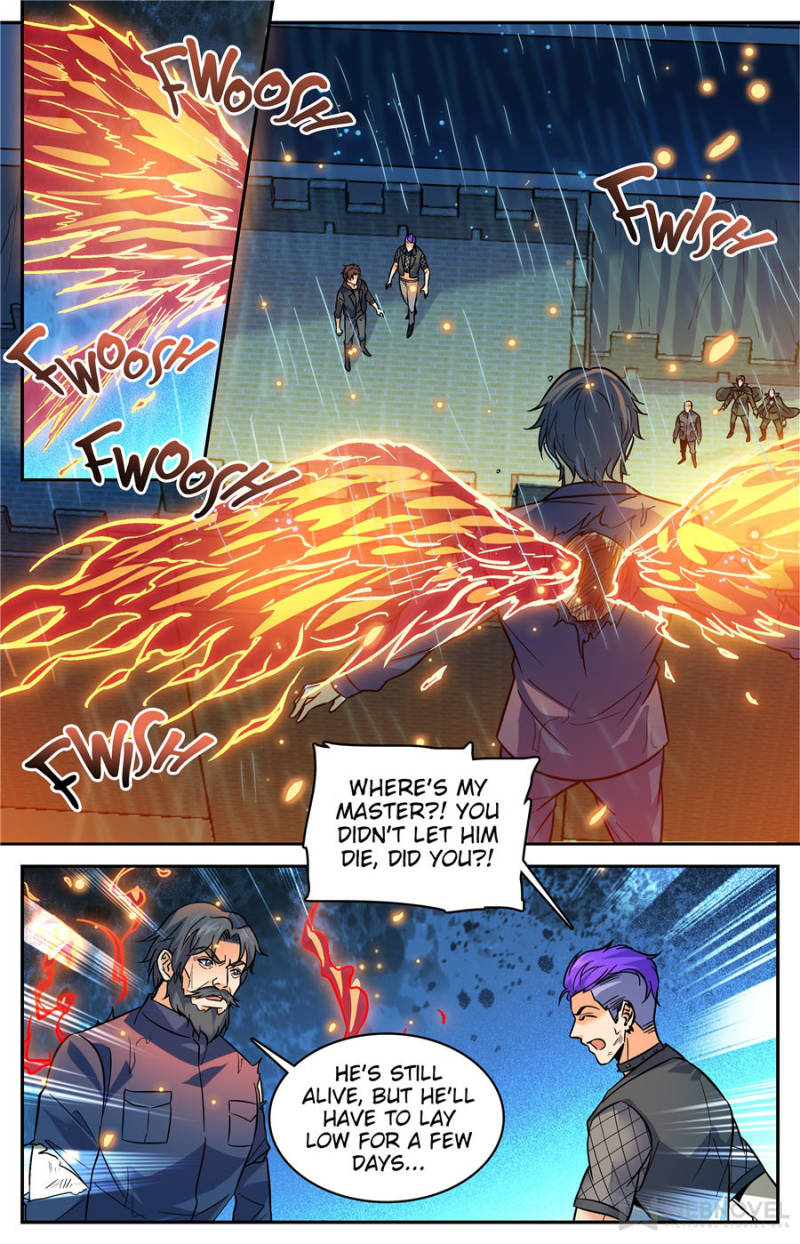 FWOOSH
FWISH
FWOOSH
FWOOSH
FWISH
WHERE'S MY
MASTER?! YOU
DIDN'T LET HIM
DIE, DID YOU?!
HE'S STILL
ALIVE, BUT HE'LL
HAVE TO LAY
LOW FOR A FEW
DAYS...
WEBNOVEL